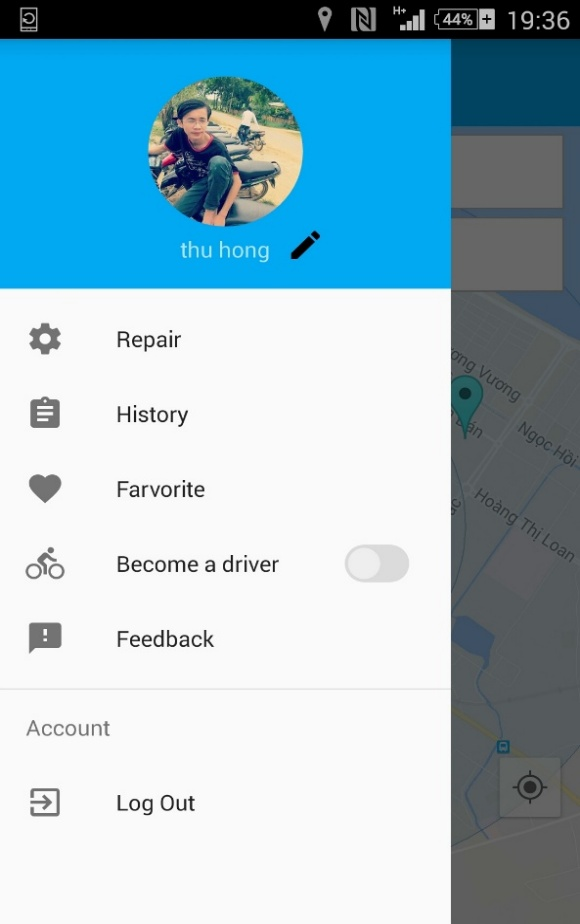 H+ 44% 19:36
thu hong
Repair
History
Farvorite
Become a driver
Feedback
Account
Log Out
ơng Vương
Ngọc Hồi
Hoàng Thị Loan